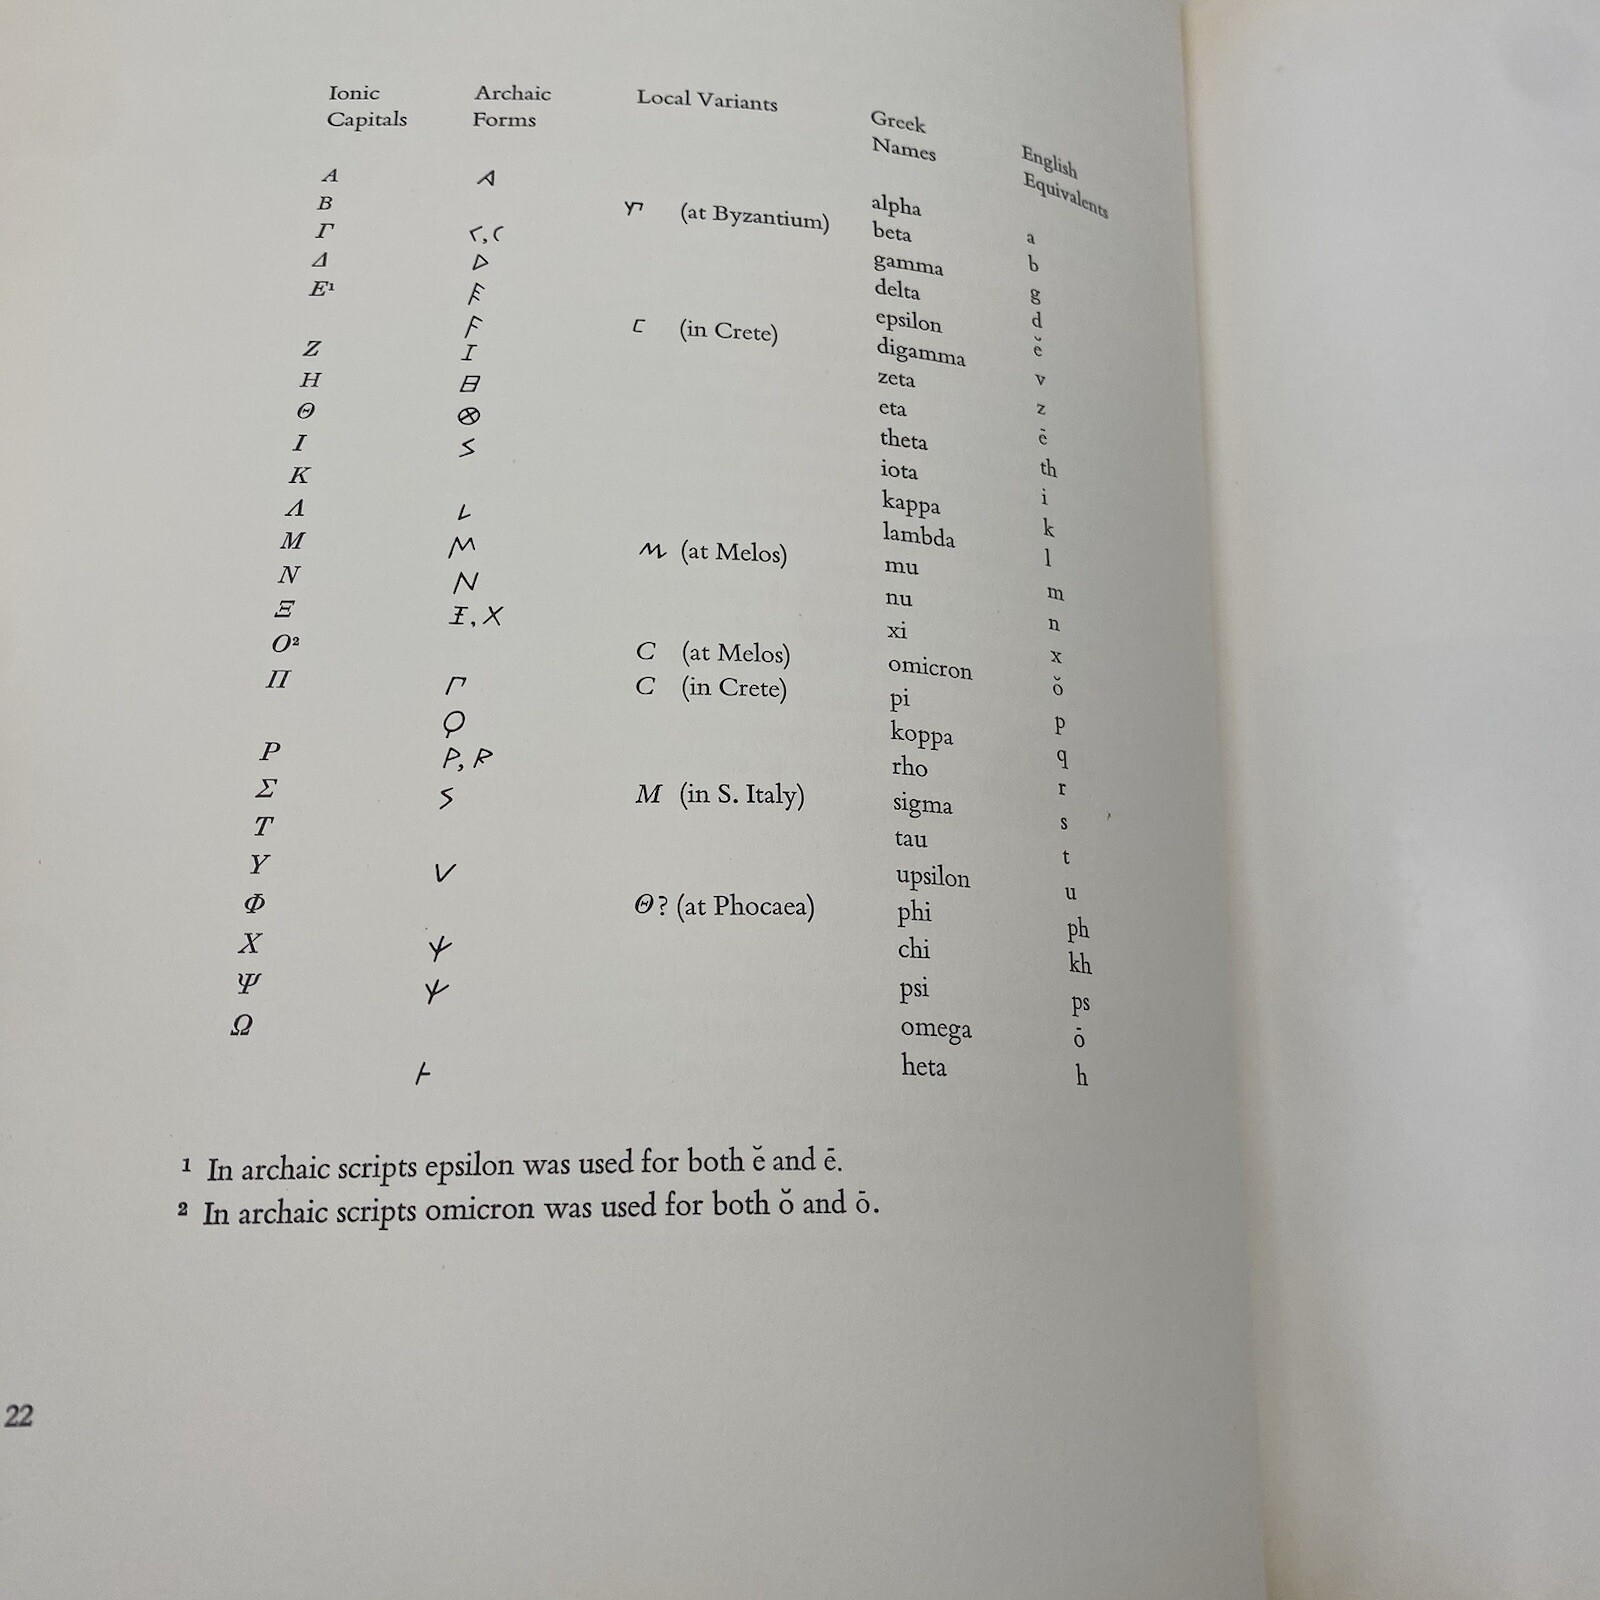 Ionic Capitals Archaic Forms Local Variants Greek Names English Equivalents
Α Α alpha a
Β (at Byzantium) beta b
Γ <, C gamma g
Δ D delta d
Ε¹ epsilon ĕ
F C (in Crete) digamma v
Ζ I zeta z
Η eta ē
Θ ⊗ theta th
Ι S iota i
Κ kappa k
Λ L lambda l
Μ M (at Melos) mu m
Ν N nu n
Ξ Ɪ, X xi x
Ο² C (at Melos) omicron ŏ
Π Γ C (in Crete) pi p
Ϙ koppa q
Ρ P, R rho r
Σ S M (in S. Italy) sigma s
Τ tau t
Υ V upsilon u
Φ Θ? (at Phocaea) phi ph
Χ Ψ chi kh
Ψ Ψ psi ps
Ω omega ō
Ⱶ heta h
¹ In archaic scripts epsilon was used for both ĕ and ē.
² In archaic scripts omicron was used for both ŏ and ō.
22